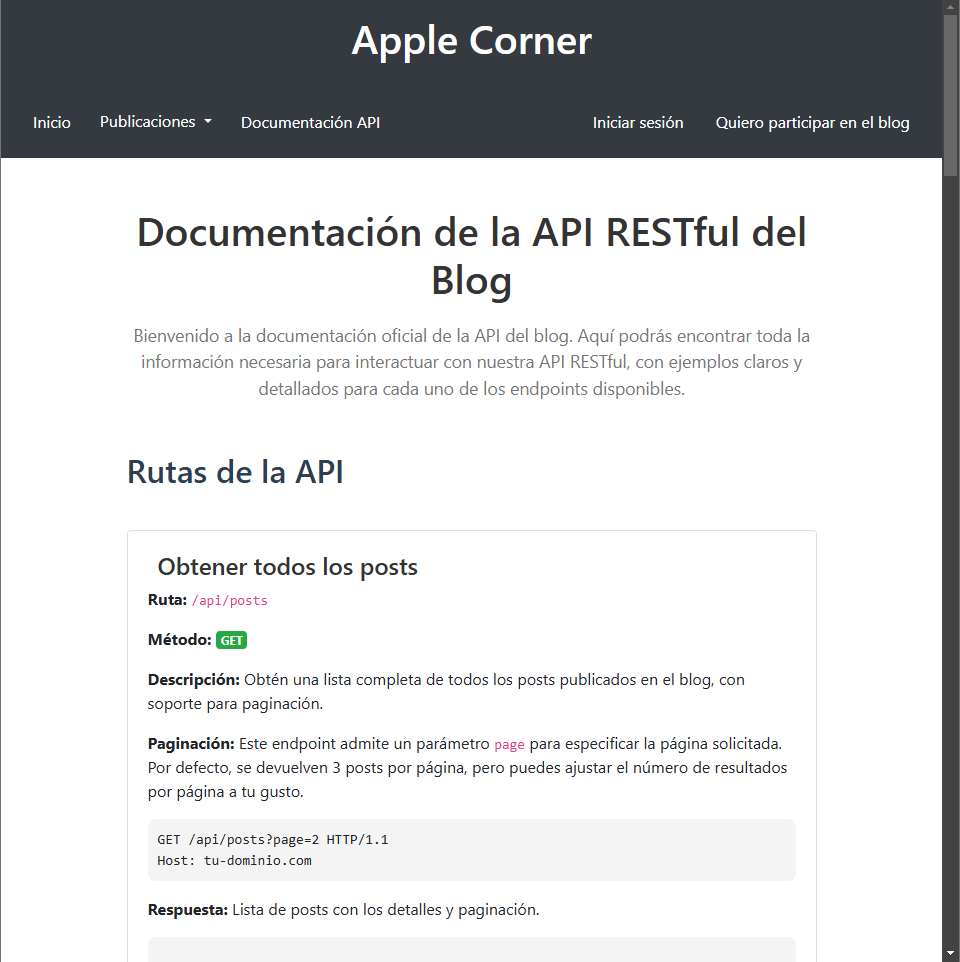 Apple Corner
Inicio Publicaciones Documentación API Iniciar sesión Quiero participar en el blog
Documentación de la API RESTful del
Blog
Bienvenido a la documentación oficial de la API del blog. Aquí podrás encontrar toda la
información necesaria para interactuar con nuestra API RESTful, con ejemplos claros y
detallados para cada uno de los endpoints disponibles.
Rutas de la API
Obtener todos los posts
Ruta: /api/posts
Método: GET
Descripción: Obtén una lista completa de todos los posts publicados en el blog, con
soporte para paginación.
Paginación: Este endpoint admite un parámetro page para especificar la página solicitada.
Por defecto, se devuelven 3 posts por página, pero puedes ajustar el número de resultados
por página a tu gusto.
GET /api/posts?page=2 HTTP/1.1
Host: tu-dominio.com
Respuesta: Lista de posts con los detalles y paginación.